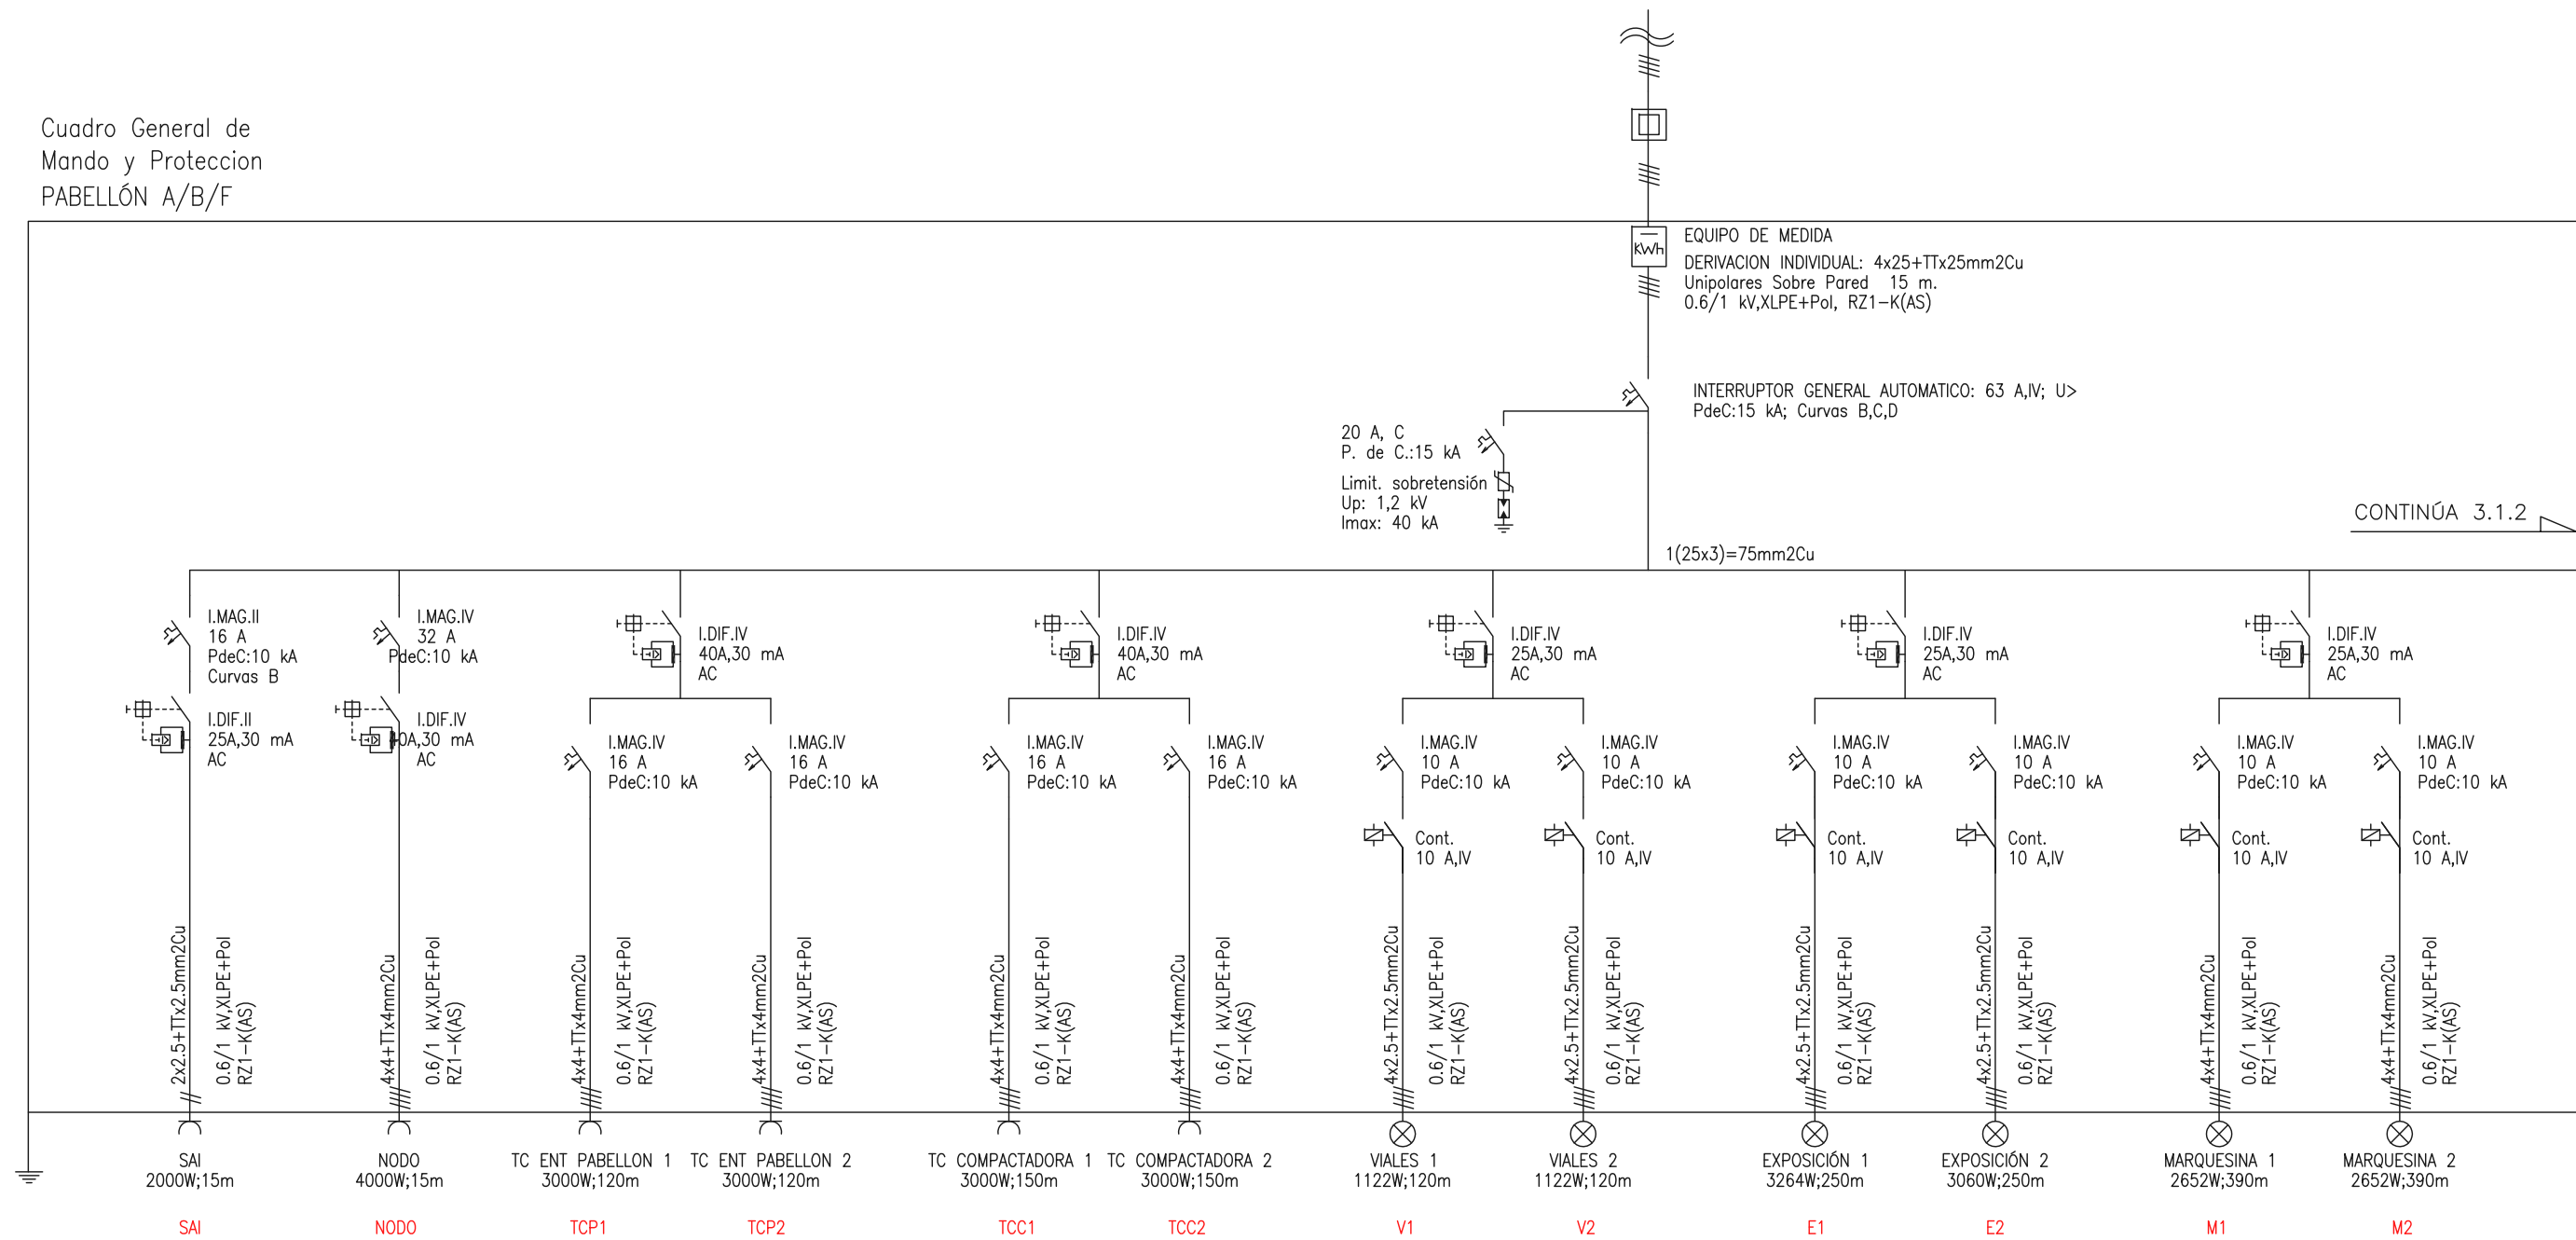 Cuadro General de
Mando y Proteccion
PABELLÓN A/B/F
KWh
EQUIPO DE MEDIDA
DERIVACION INDIVIDUAL: 4x25+TTx25mm2Cu
Unipolares Sobre Pared 15 m.
0.6/1 kV,XLPE+Pol, RZ1-K(AS)
INTERRUPTOR GENERAL AUTOMATICO: 63 A,IV; U>
PdeC:15 kA; Curvas B,C,D
20 A, C
P. de C.:15 kA
Limit. sobretensión
Up: 1,2 kV
Imax: 40 kA
CONTINÚA 3.1.2
1(25x3)=75mm2Cu
I.MAG.II
16 A
PdeC:10 kA
Curvas B
I.DIF.II
25A,30 mA
AC
2x2.5+TTx2.5mm2Cu
0.6/1 kV,XLPE+Pol
RZ1-K(AS)
SAI
2000W;15m
SAI
I.MAG.IV
32 A
PdeC:10 kA
I.DIF.IV
0A,30 mA
AC
4x4+TTx4mm2Cu
0.6/1 kV,XLPE+Pol
RZ1-K(AS)
NODO
4000W;15m
NODO
I.DIF.IV
40A,30 mA
AC
I.MAG.IV
16 A
PdeC:10 kA
4x4+TTx4mm2Cu
0.6/1 kV,XLPE+Pol
RZ1-K(AS)
TC ENT PABELLON 1
3000W;120m
TCP1
I.MAG.IV
16 A
PdeC:10 kA
4x4+TTx4mm2Cu
0.6/1 kV,XLPE+Pol
RZ1-K(AS)
TC ENT PABELLON 2
3000W;120m
TCP2
I.DIF.IV
40A,30 mA
AC
I.MAG.IV
16 A
PdeC:10 kA
4x4+TTx4mm2Cu
0.6/1 kV,XLPE+Pol
RZ1-K(AS)
TC COMPACTADORA 1
3000W;150m
TCC1
I.MAG.IV
16 A
PdeC:10 kA
4x4+TTx4mm2Cu
0.6/1 kV,XLPE+Pol
RZ1-K(AS)
TC COMPACTADORA 2
3000W;150m
TCC2
I.DIF.IV
25A,30 mA
AC
I.MAG.IV
10 A
PdeC:10 kA
Cont.
10 A,IV
4x2.5+TTx2.5mm2Cu
0.6/1 kV,XLPE+Pol
RZ1-K(AS)
VIALES 1
1122W;120m
V1
I.MAG.IV
10 A
PdeC:10 kA
Cont.
10 A,IV
4x2.5+TTx2.5mm2Cu
0.6/1 kV,XLPE+Pol
RZ1-K(AS)
VIALES 2
1122W;120m
V2
I.DIF.IV
25A,30 mA
AC
I.MAG.IV
10 A
PdeC:10 kA
Cont.
10 A,IV
4x2.5+TTx2.5mm2Cu
0.6/1 kV,XLPE+Pol
RZ1-K(AS)
EXPOSICIÓN 1
3264W;250m
E1
I.MAG.IV
10 A
PdeC:10 kA
Cont.
10 A,IV
4x2.5+TTx2.5mm2Cu
0.6/1 kV,XLPE+Pol
RZ1-K(AS)
EXPOSICIÓN 2
3060W;250m
E2
I.DIF.IV
25A,30 mA
AC
I.MAG.IV
10 A
PdeC:10 kA
Cont.
10 A,IV
4x4+TTx4mm2Cu
0.6/1 kV,XLPE+Pol
RZ1-K(AS)
MARQUESINA 1
2652W;390m
M1
I.MAG.IV
10 A
PdeC:10 kA
Cont.
10 A,IV
4x4+TTx4mm2Cu
0.6/1 kV,XLPE+Pol
RZ1-K(AS)
MARQUESINA 2
2652W;390m
M2